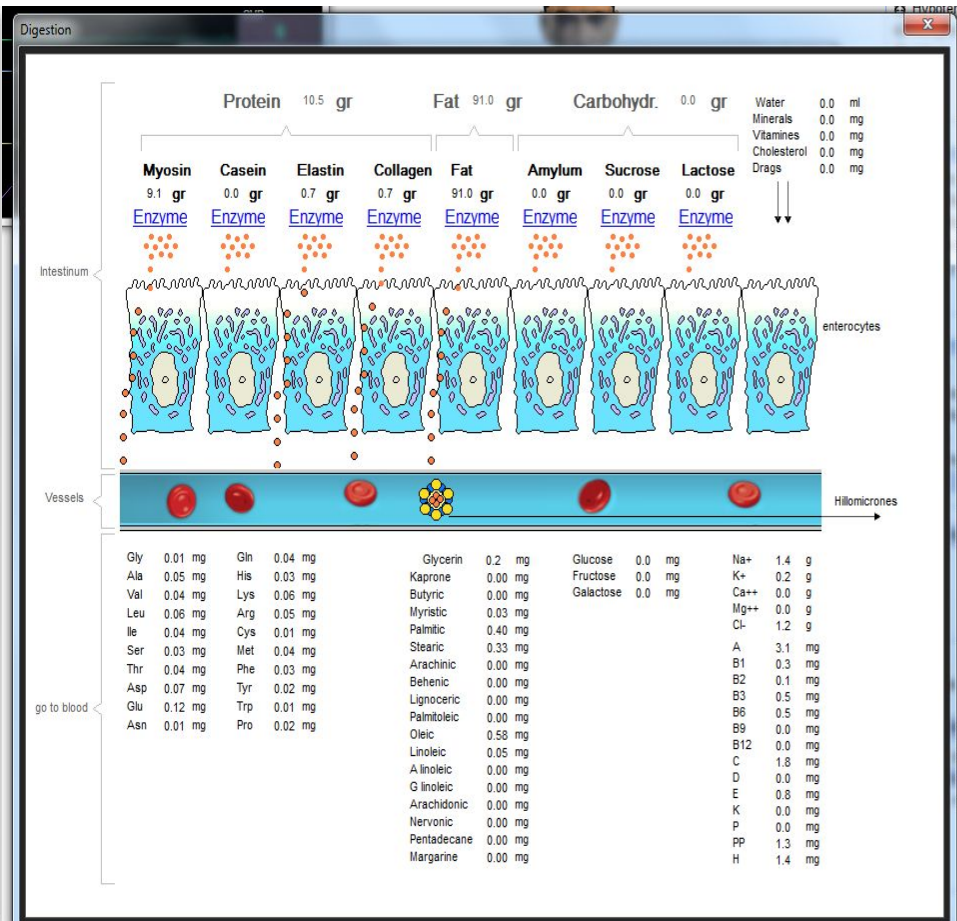 Digestion
Protein 10.5 gr Fat 91.0 gr Carbohydr. 0.0 gr
Water 0.0 ml
Minerals 0.0 mg
Vitamines 0.0 mg
Cholesterol 0.0 mg
Drags 0.0 mg
Myosin Casein Elastin Collagen Fat Amylum Sucrose Lactose
9.1 gr 0.0 gr 0.7 gr 0.7 gr 91.0 gr 0.0 gr 0.0 gr 0.0 gr
Enzyme Enzyme Enzyme Enzyme Enzyme Enzyme Enzyme Enzyme
Intestinum
enterocytes
Vessels
Hillomicrones
go to blood
Gly 0.01 mg
Ala 0.05 mg
Val 0.04 mg
Leu 0.06 mg
Ile 0.04 mg
Ser 0.03 mg
Thr 0.04 mg
Asp 0.07 mg
Glu 0.12 mg
Asn 0.01 mg
Gln 0.04 mg
His 0.03 mg
Lys 0.06 mg
Arg 0.05 mg
Cys 0.01 mg
Met 0.04 mg
Phe 0.03 mg
Tyr 0.02 mg
Trp 0.01 mg
Pro 0.02 mg
Glycerin 0.2 mg
Kaprone 0.00 mg
Butyric 0.00 mg
Myristic 0.03 mg
Palmitic 0.40 mg
Stearic 0.33 mg
Arachinic 0.00 mg
Behenic 0.00 mg
Lignoceric 0.00 mg
Palmitoleic 0.00 mg
Oleic 0.58 mg
Linoleic 0.05 mg
A linoleic 0.00 mg
G linoleic 0.00 mg
Arachidonic 0.00 mg
Nervonic 0.00 mg
Pentadecane 0.00 mg
Margarine 0.00 mg
Glucose 0.0 mg
Fructose 0.0 mg
Galactose 0.0 mg
Na+ 1.4 g
K+ 0.2 g
Ca++ 0.0 g
Mg++ 0.0 g
Cl- 1.2 g
A 3.1 mg
B1 0.3 mg
B2 0.1 mg
B3 0.5 mg
B6 0.5 mg
B9 0.0 mg
B12 0.0 mg
C 1.8 mg
D 0.0 mg
E 0.8 mg
K 0.0 mg
P 0.0 mg
PP 1.3 mg
H 1.4 mg